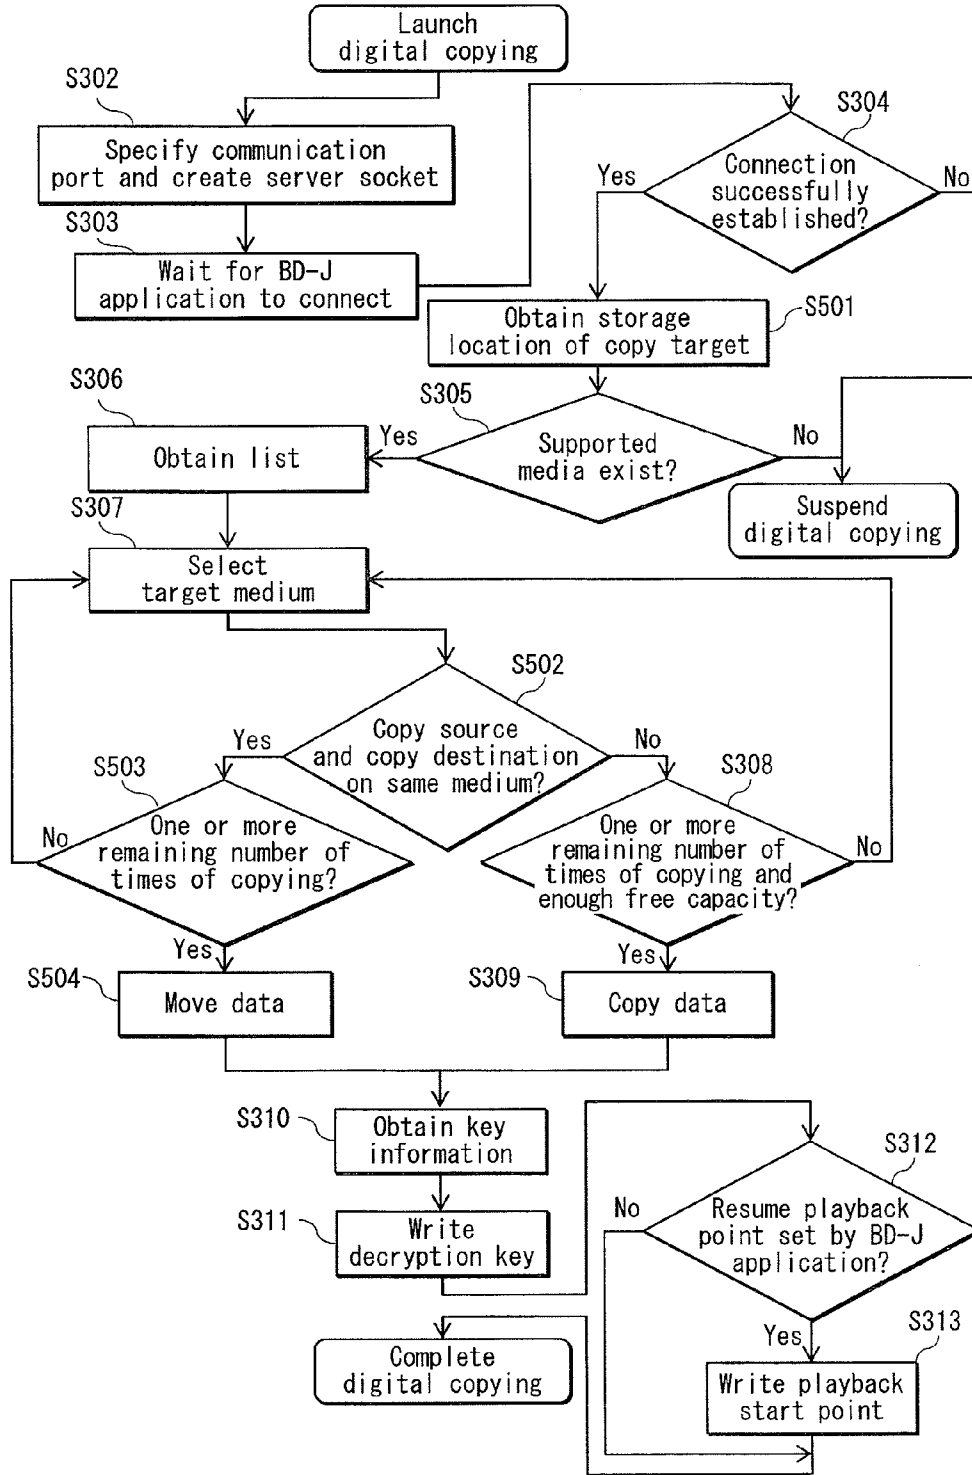 Launch
digital copying
S302
Specify communication
port and create server socket
S303
Wait for BD-J
application to connect
S304
Connection
successfully
established?
Yes
No
S501
Obtain storage
location of copy target
S305
Supported
media exist?
Yes
No
S306
Obtain list
Suspend
digital copying
S307
Select
target medium
S502
Copy source
and copy destination
on same medium?
Yes
No
S503
One or more
remaining number of
times of copying?
No
Yes
S308
One or more
remaining number of
times of copying and
enough free capacity?
No
Yes
S504
Move data
S309
Copy data
S310
Obtain key
information
S311
Write
decryption key
S312
Resume playback
point set by BD-J
application?
No
Yes
S313
Write playback
start point
Complete
digital copying